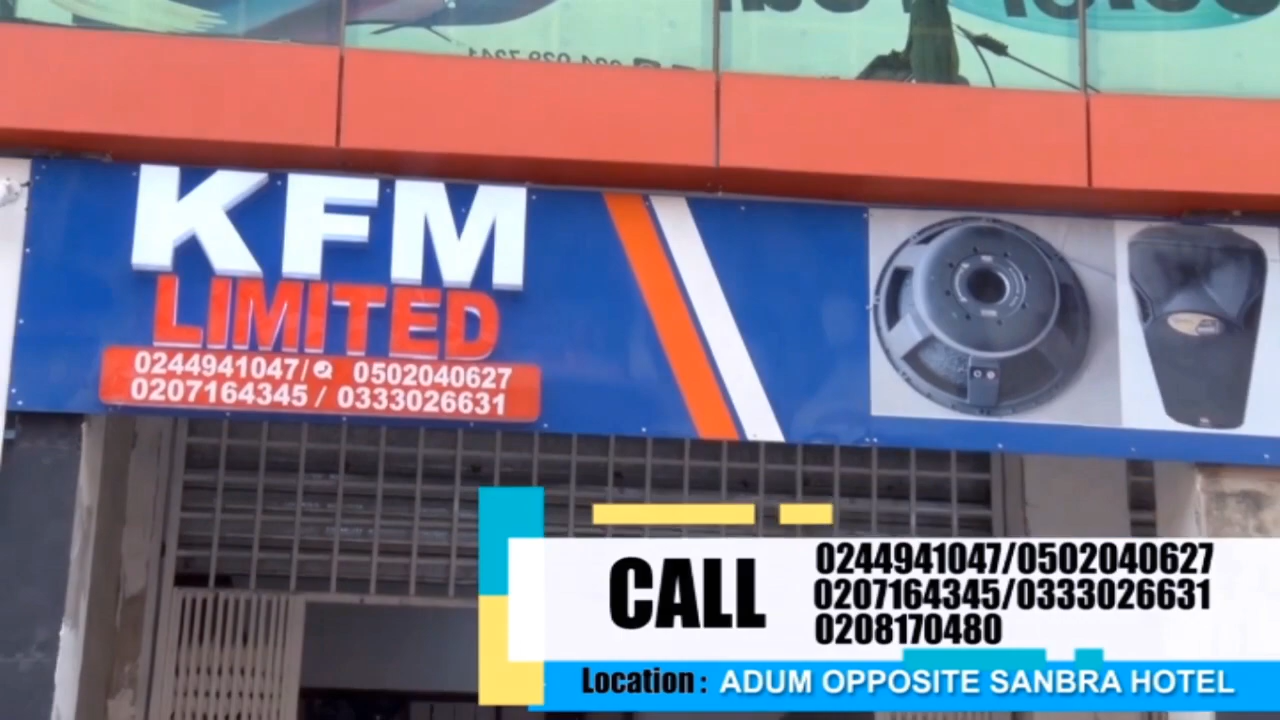 KFM
LIMITED
0244941047/ 0502040627
0207164345 / 0333026631
CALL
0244941047/0502040627
0207164345/0333026631
0208170480
Location : ADUM OPPOSITE SANBRA HOTEL